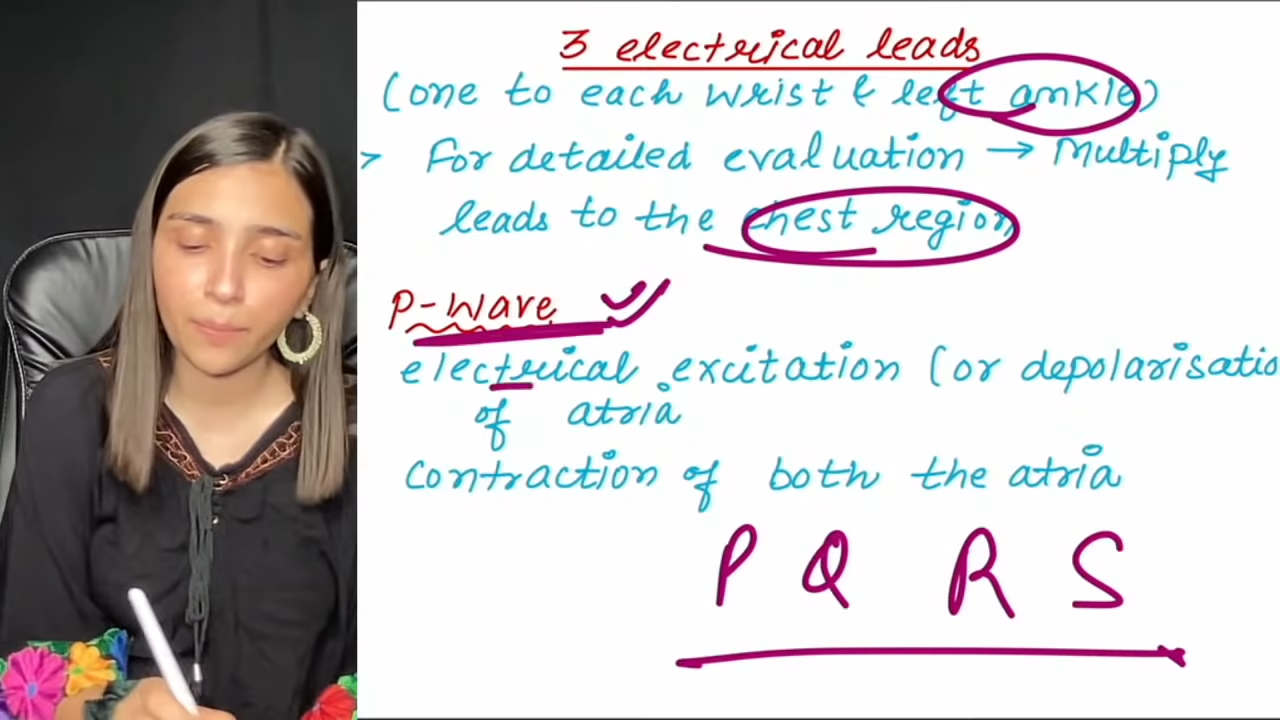 3 electrical leads
(one to each wrist & left ankle)
> For detailed evaluation → Multiply
leads to the chest region
P-Wave
electrical excitation (or depolarisatio
of atria
contraction of both the atria
P Q R S